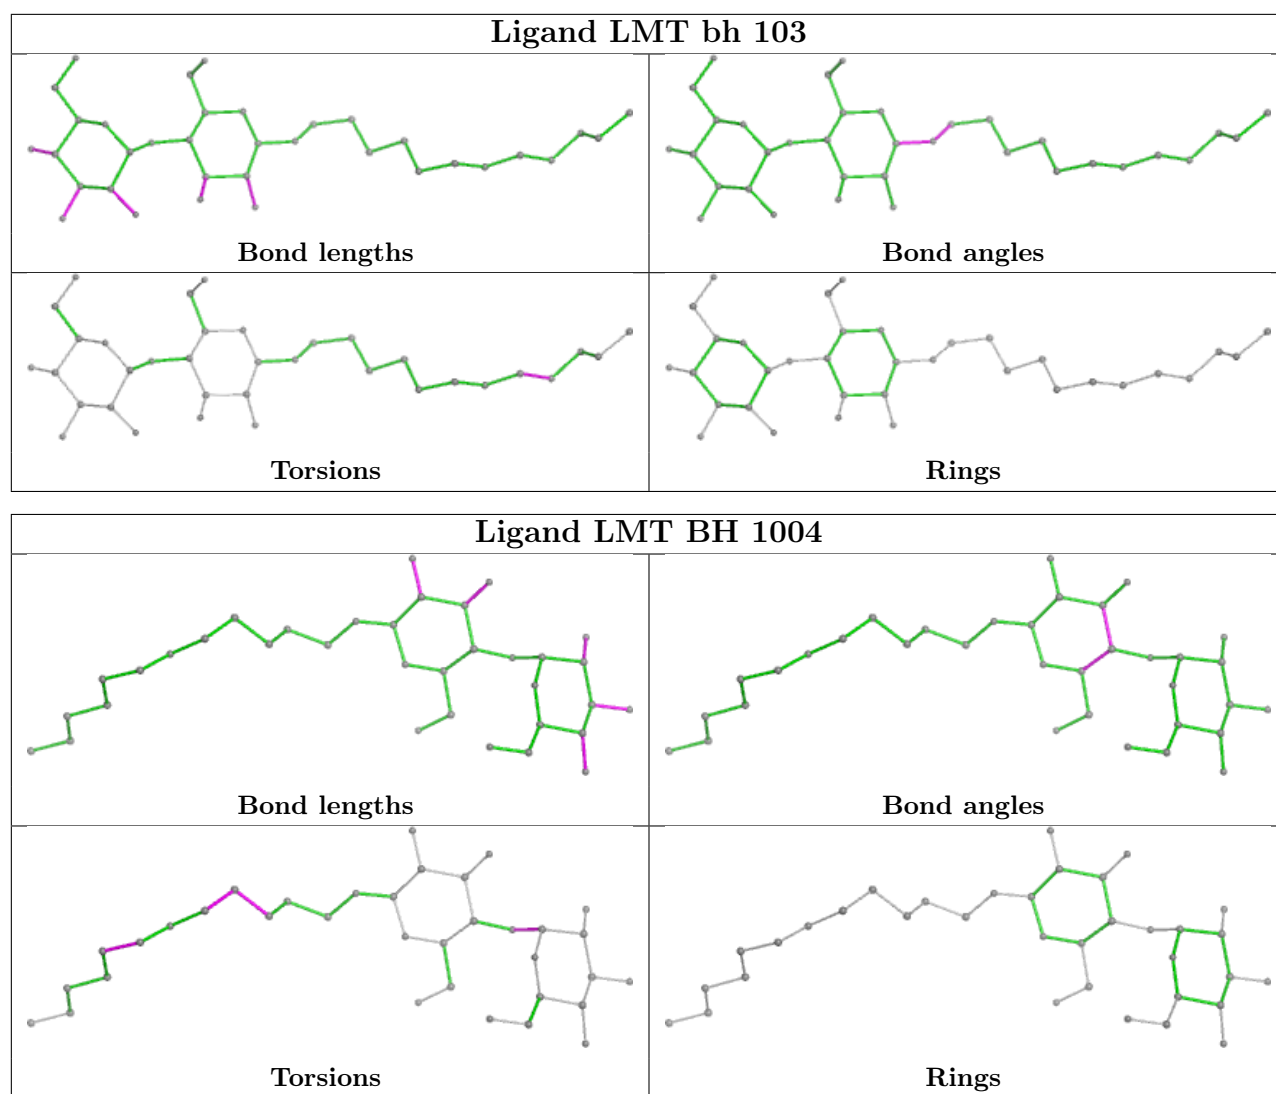 Ligand LMT bh 103
Bond lengths
Bond angles
Torsions
Rings
Ligand LMT BH 1004
Bond lengths
Bond angles
Torsions
Rings